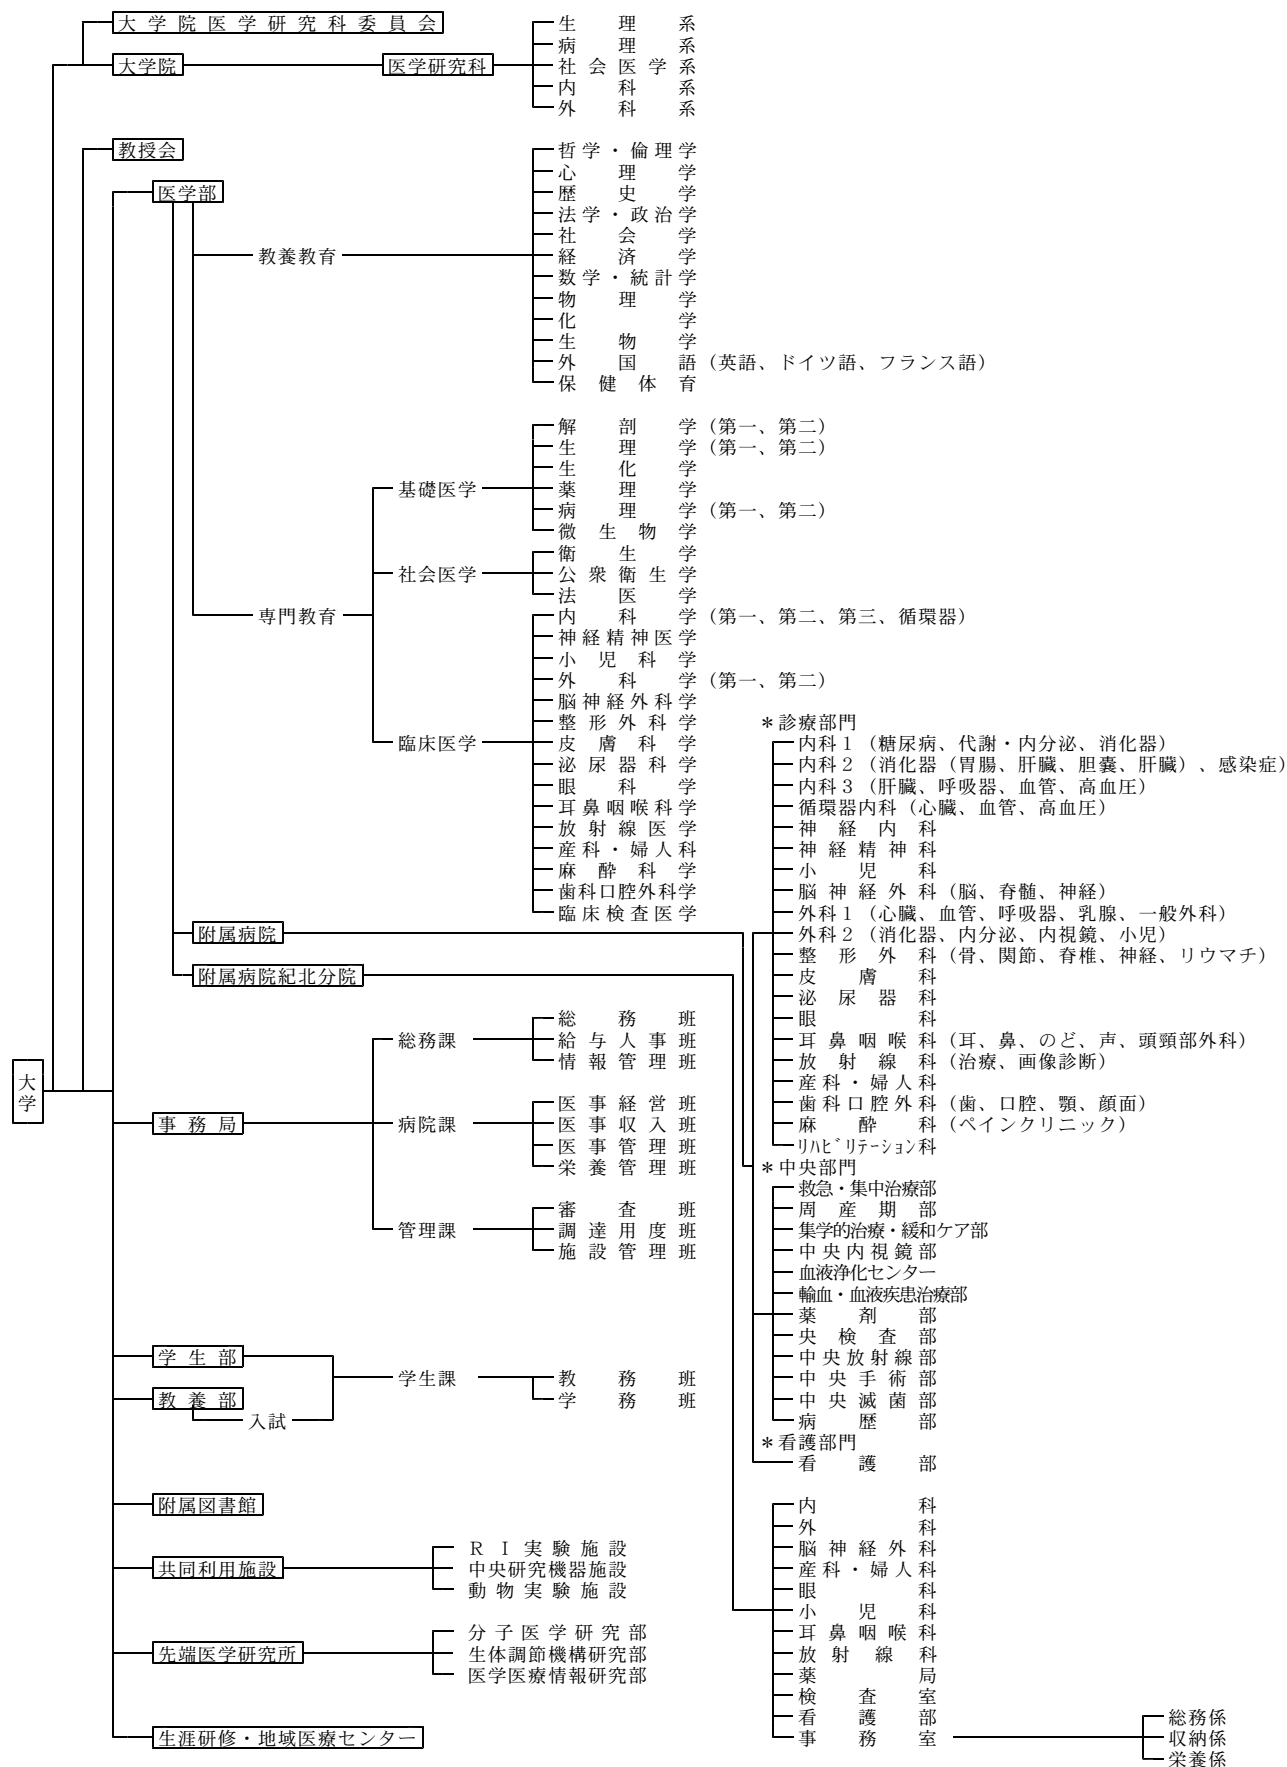 大学院医学研究科委員会
大学院
医学研究科
生理系
病理系
社会医学系
内科系
外科系
教授会
医学部
教養教育
哲学・倫理学
心理学
歴史学
法学・政治学
社会学
経済学
数学・統計学
物理学
化学
生物学
外国語（英語、ドイツ語、フランス語）
保健体育
専門教育
基礎医学
解剖学（第一、第二）
生理学（第一、第二）
生化学
薬理学
病理学（第一、第二）
微生物学
社会医学
衛生学
公衆衛生学
法医学
臨床医学
内科学（第一、第二、第三、循環器）
神経精神医学
小児科学
外科学（第一、第二）
脳神経外科学
整形外科学
皮膚科学
泌尿器科学
眼科学
耳鼻咽喉科学
放射線医学
産科・婦人科
麻酔科学
歯科口腔外科学
臨床検査医学
附属病院
＊診療部門
内科１（糖尿病、代謝・内分泌、消化器）
内科２（消化器（胃腸、肝臓、胆嚢、肝臓）、感染症）
内科３（肝臓、呼吸器、血管、高血圧）
循環器内科（心臓、血管、高血圧）
神経内科
神経精神科
小児科
脳神経外科（脳、脊髄、神経）
外科１（心臓、血管、呼吸器、乳腺、一般外科）
外科２（消化器、内分泌、内視鏡、小児）
整形外科（骨、関節、脊椎、神経、リウマチ）
皮膚科
泌尿器科
眼科
耳鼻咽喉科（耳、鼻、のど、声、頭頸部外科）
放射線科（治療、画像診断）
産科・婦人科
歯科口腔外科（歯、口腔、顎、顔面）
麻酔科（ペインクリニック）
ﾘﾊﾋﾞﾘﾃｰｼｮﾝ科
＊中央部門
救急・集中治療部
周産期部
集学的治療・緩和ケア部
中央内視鏡部
血液浄化センター
輸血・血液疾患治療部
薬剤部
央検査部
中央放射線部
中央手術部
中央滅菌部
病歴部
＊看護部門
看護部
附属病院紀北分院
内科
外科
脳神経外科
産科・婦人科
眼科
小児科
耳鼻咽喉科
放射線科
薬局
検査室
看護部
事務室
総務係
収納係
栄養係
大学
事務局
総務課
総務班
給与人事班
情報管理班
病院課
医事経営班
医事収入班
医事管理班
栄養管理班
管理課
審査班
調達用度班
施設管理班
学生部
教養部
入試
学生課
教務班
学務班
附属図書館
共同利用施設
ＲＩ実験施設
中央研究機器施設
動物実験施設
先端医学研究所
分子医学研究部
生体調節機構研究部
医学医療情報研究部
生涯研修・地域医療センター